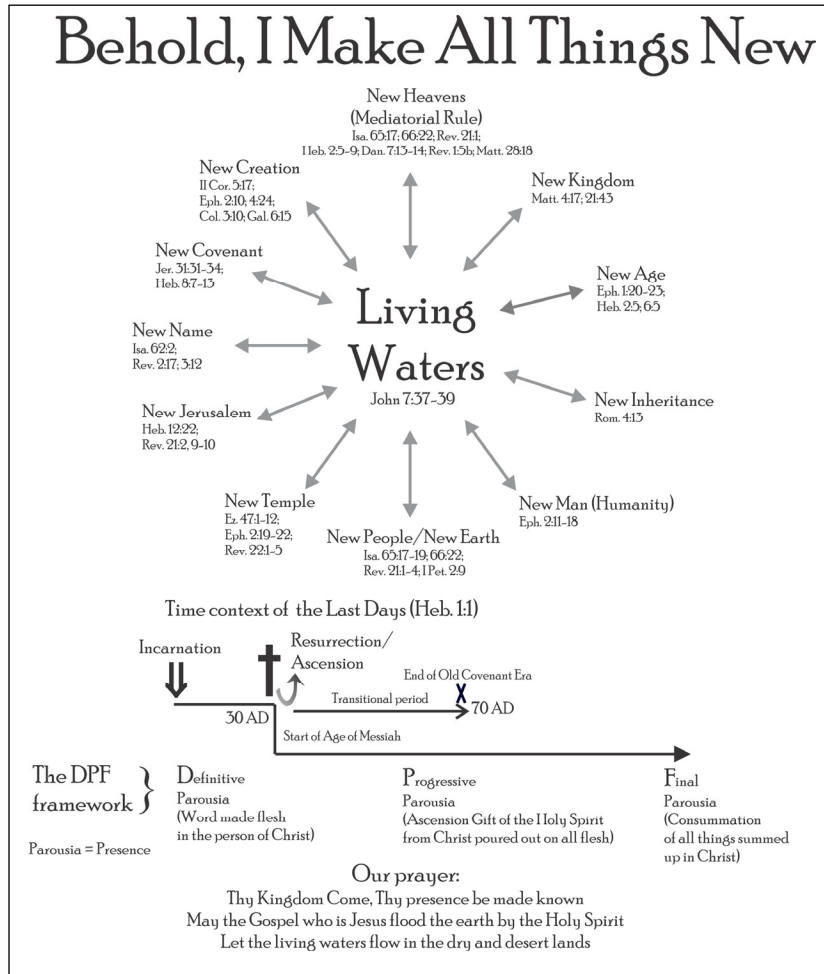 Behold, I Make All Things New
New Heavens
(Mediatorial Rule)
Isa. 65:17; 66:22; Rev. 21:1;
Heb. 2:5-9; Dan. 7:13-14; Rev. 1:5b; Matt. 28:18
New Creation
II Cor. 5:17;
Eph. 2:10; 4:24;
Col. 3:10; Gal. 6:15
New Kingdom
Matt. 4:17; 21:43
New Covenant
Jer. 31:31-34;
Heb. 8:7-13
New Age
Eph. 1:20-23;
Heb. 2:5; 6:5
Living
Waters
John 7:37-39
New Name
Isa. 62:2;
Rev. 2:17; 3:12
New Inheritance
Rom. 4:13
New Jerusalem
Heb. 12:22;
Rev. 21:2, 9-10
New Temple
Ez. 47:1-12;
Eph. 2:19-22;
Rev. 22:1-5
New Man (Humanity)
Eph. 2:11-18
New People/New Earth
Isa. 65:17-19; 66:22;
Rev. 21:1-4; I Pet. 2:9
Time context of the Last Days (Heb. 1:1)
Incarnation
Resurrection/
Ascension
End of Old Covenant Era
X
Transitional period
30 AD
70 AD
Start of Age of Messiah
The DPF
framework
Definitive
Parousia
(Word made flesh
in the person of Christ)
Progressive
Parousia
(Ascension Gift of the Holy Spirit
from Christ poured out on all flesh)
Final
Parousia
(Consummation
of all things summed
up in Christ)
Parousia = Presence
Our prayer:
Thy Kingdom Come, Thy presence be made known
May the Gospel who is Jesus flood the earth by the Holy Spirit
Let the living waters flow in the dry and desert lands